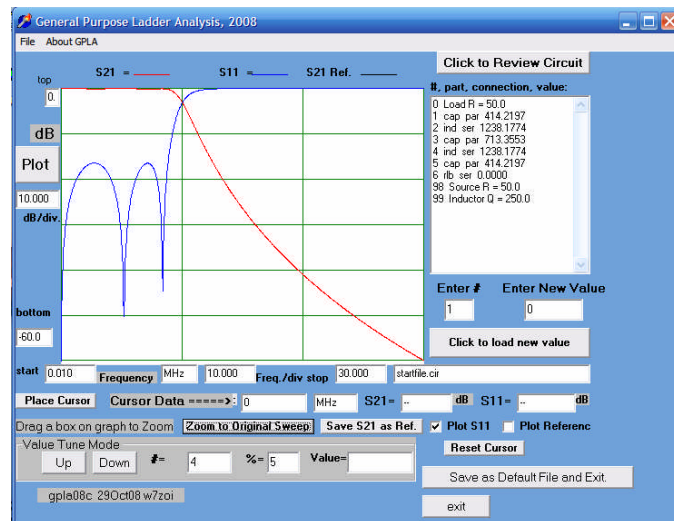 General Purpose Ladder Analysis, 2008
File About GPLA
S21 = S11 = S21 Ref.
Click to Review Circuit
top
0.
#, part, connection, value:
0 Load R = 50.0
1 cap par 414.2197
2 ind ser 1238.1774
3 cap par 713.3553
4 ind ser 1238.1774
5 cap par 414.2197
6 rlb ser 0.0000
98 Source R = 50.0
99 Inductor Q = 250.0
dB
Plot
10.000
dB/div.
Enter # Enter New Value
1 0
bottom
-60.0
Click to load new value
start 0.010 Frequency MHz 10.000 Freq./div stop 30.000 startfile.cir
Place Cursor Cursor Data =====>: 0 MHz S21= -- dB S11= -- dB
Drag a box on graph to Zoom Zoom to Original Sweep Save S21 as Ref. Plot S11 Plot Referenc
Value Tune Mode
Up Down #= 4 %= 5 Value=
Reset Cursor
Save as Default File and Exit.
gpla08c 29Oct08 w7zoi
exit